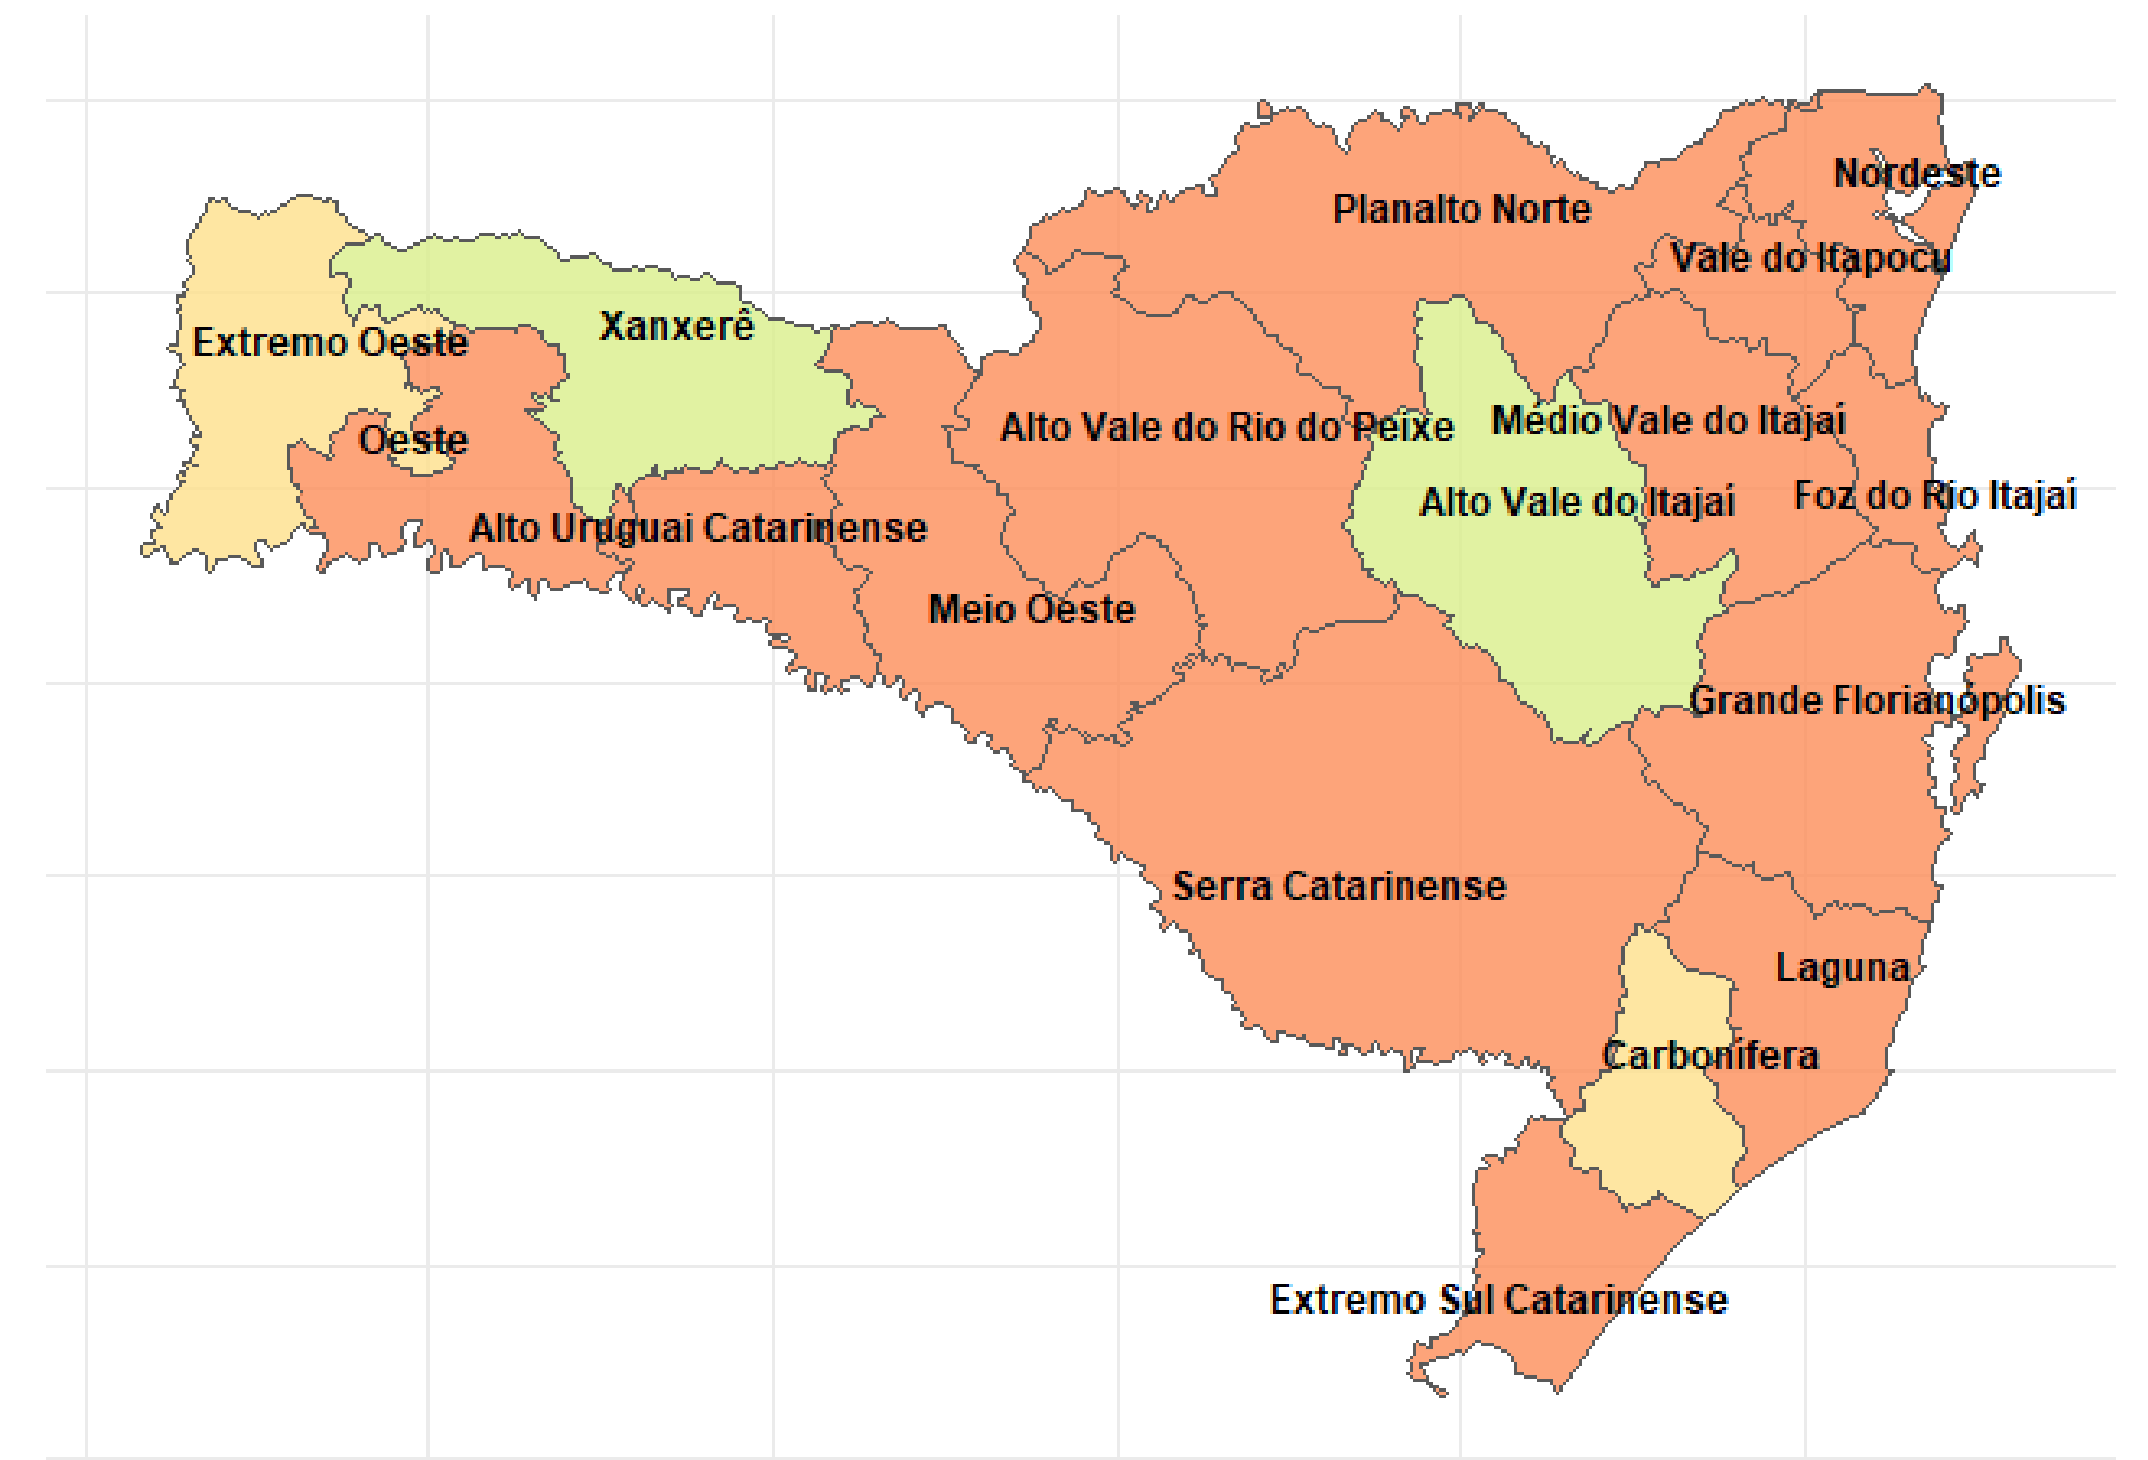 Nordeste
Planalto Norte
Vale do Itapocu
Xanxerê
Extremo Oeste
Médio Vale do Itajaí
Alto Vale do Rio do Peixe
Oeste
Foz do Rio Itajaí
Alto Vale do Itajaí
Alto Uruguai Catarinense
Meio Oeste
Grande Florianópolis
Serra Catarinense
Laguna
Carbonífera
Extremo Sul Catarinense